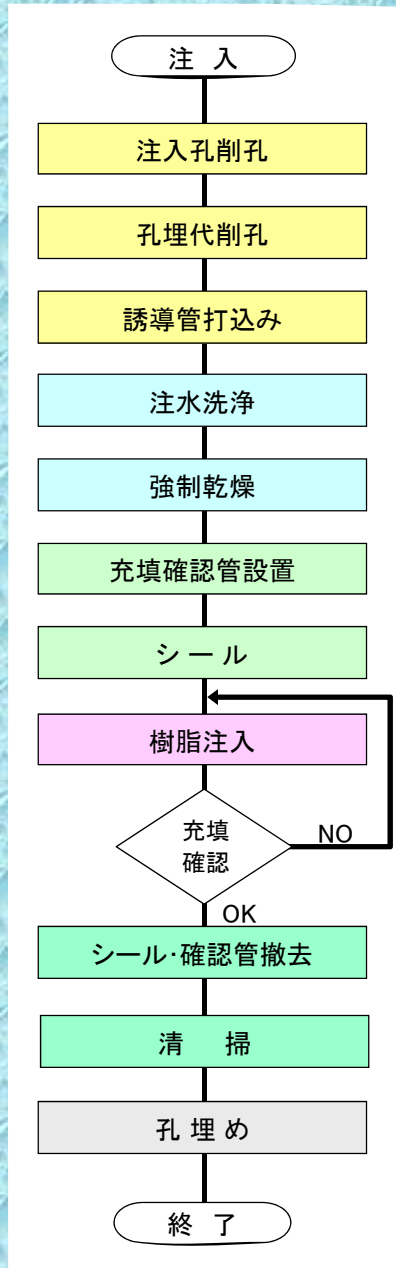 注 入
注入孔削孔
孔埋代削孔
誘導管打込み
注水洗浄
強制乾燥
充填確認管設置
シ ー ル
樹脂注入
充填
確認
NO
OK
シール･確認管撤去
清 掃
孔 埋 め
終 了